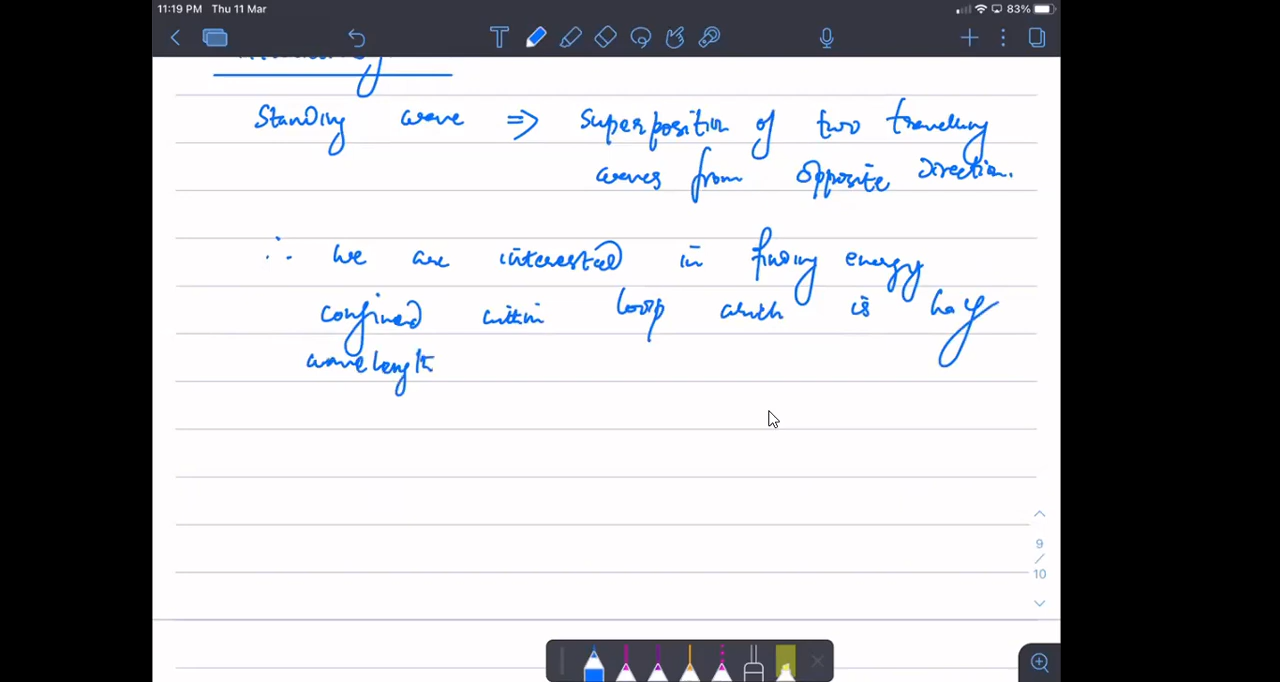 11:19 PM Thu 11 Mar
83%
Standing wave => Superposition of two travelling
waves from opposite direction.
∴ We are interested in finding energy
confined within loop which is half
wavelength
9
/
10